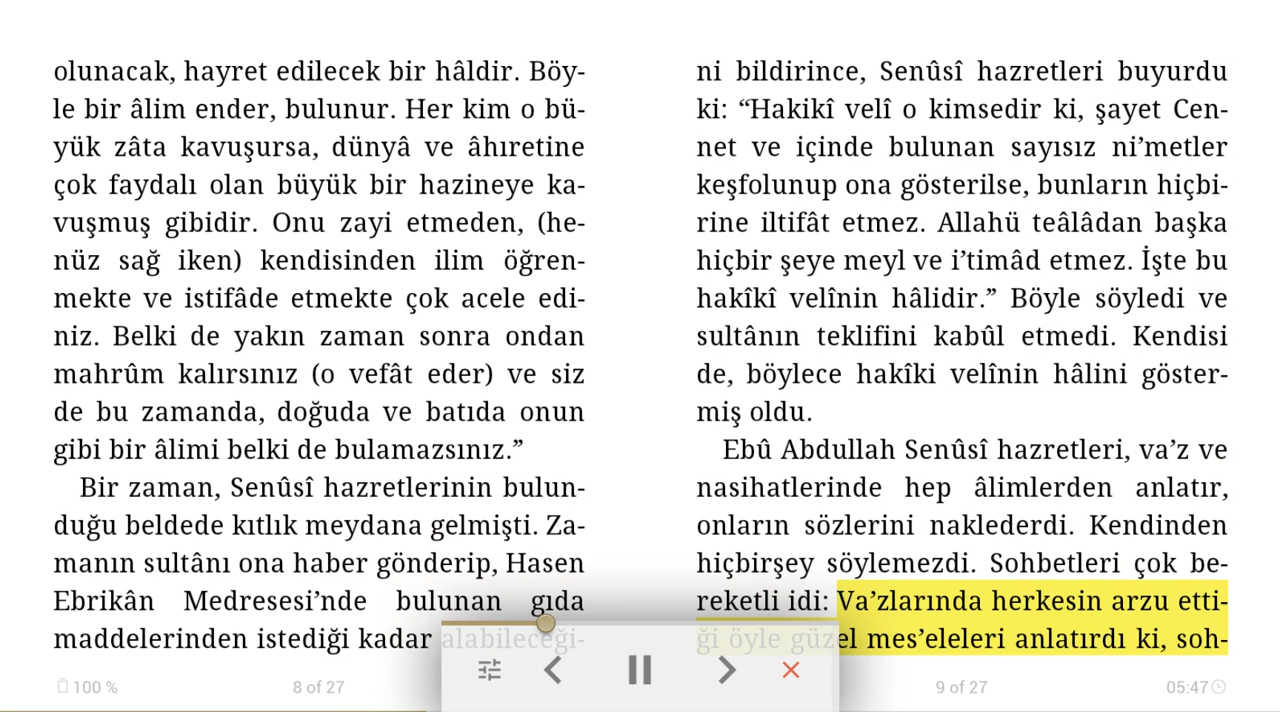 olunacak, hayret edilecek bir hâldir. Böy-
le bir âlim ender, bulunur. Her kim o bü-
yük zâta kavuşursa, dünyâ ve âhıretine
çok faydalı olan büyük bir hazineye ka-
vuşmuş gibidir. Onu zayi etmeden, (he-
nüz sağ iken) kendisinden ilim öğren-
mekte ve istifâde etmekte çok acele edi-
niz. Belki de yakın zaman sonra ondan
mahrûm kalırsınız (o vefât eder) ve siz
de bu zamanda, doğuda ve batıda onun
gibi bir âlimi belki de bulamazsınız.”
Bir zaman, Senûsî hazretlerinin bulun-
duğu beldede kıtlık meydana gelmişti. Za-
manın sultânı ona haber gönderip, Hasen
Ebrikân Medresesi’nde bulunan gıda
maddelerinden istediği kadar alabileceği-
100 %
8 of 27
ni bildirince, Senûsî hazretleri buyurdu
ki: “Hakikî velî o kimsedir ki, şayet Cen-
net ve içinde bulunan sayısız ni’metler
keşfolunup ona gösterilse, bunların hiçbi-
rine iltifât etmez. Allahü teâlâdan başka
hiçbir şeye meyl ve i’timâd etmez. İşte bu
hakîkî velînin hâlidir.” Böyle söyledi ve
sultânın teklifini kabûl etmedi. Kendisi
de, böylece hakîki velînin hâlini göster-
miş oldu.
Ebû Abdullah Senûsî hazretleri, va’z ve
nasihatlerinde hep âlimlerden anlatır,
onların sözlerini naklederdi. Kendinden
hiçbirşey söylemezdi. Sohbetleri çok be-
reketli idi: Va’zlarında herkesin arzu etti-
ği öyle güzel mes’eleleri anlatırdı ki, soh-
9 of 27
05:47